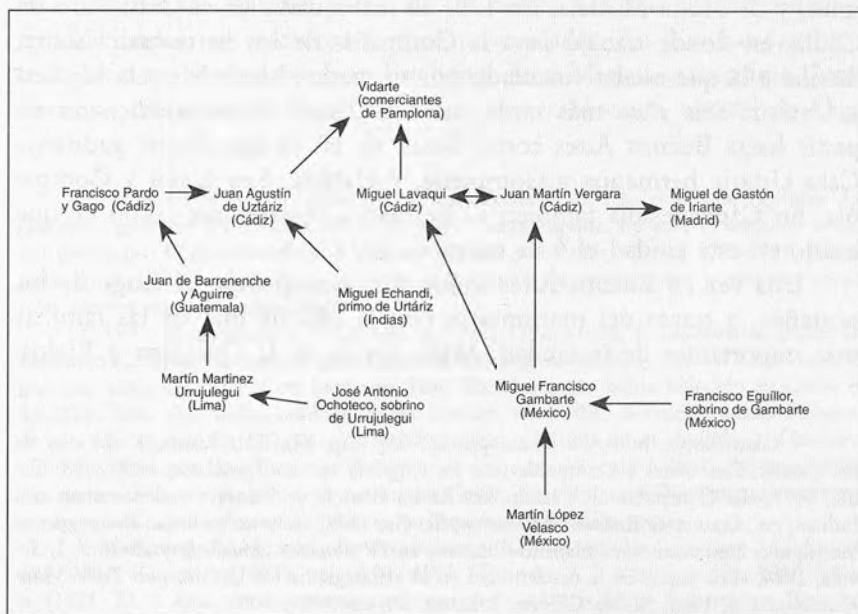 Vidarte
(comerciantes
de Pamplona)
Francisco Pardo
y Gago (Cádiz)
Juan Agustín
de Uztáriz
(Cádiz)
Miguel Lavaqui
(Cádiz)
Juan Martín Vergara
(Cádiz)
Miguel de Gastón
de Iriarte
(Madrid)
Juan de Barrenenche
y Aguirre
(Guatemala)
Miguel Echandi,
primo de Urtáriz
(Indias)
Martín Martinez
Urrujulegui
(Lima)
José Antonio
Ochoteco, sobrino
de Urrujulegui
(Lima)
Miguel Francisco
Gambarte
(México)
Francisco Eguíllor,
sobrino de Gambarte
(México)
Martín López
Velasco
(México)